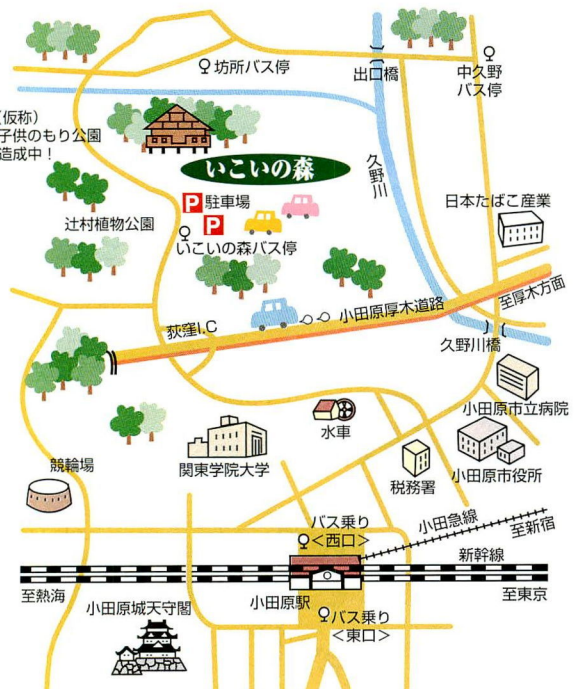 坊所バス停
出口橋
中久野
バス停
(仮称)
子供のもり公園
造成中！
いこいの森
久野川
P 駐車場
P
日本たばこ産業
辻村植物公園
いこいの森バス停
小田原厚木道路
至厚木方面
荻窪I.C
久野川橋
小田原市立病院
水車
関東学院大学
税務署
小田原市役所
競輪場
バス乗り
<西口>
小田急線
至新宿
新幹線
至熱海
小田原駅
至東京
小田原城天守閣
バス乗り
<東口>